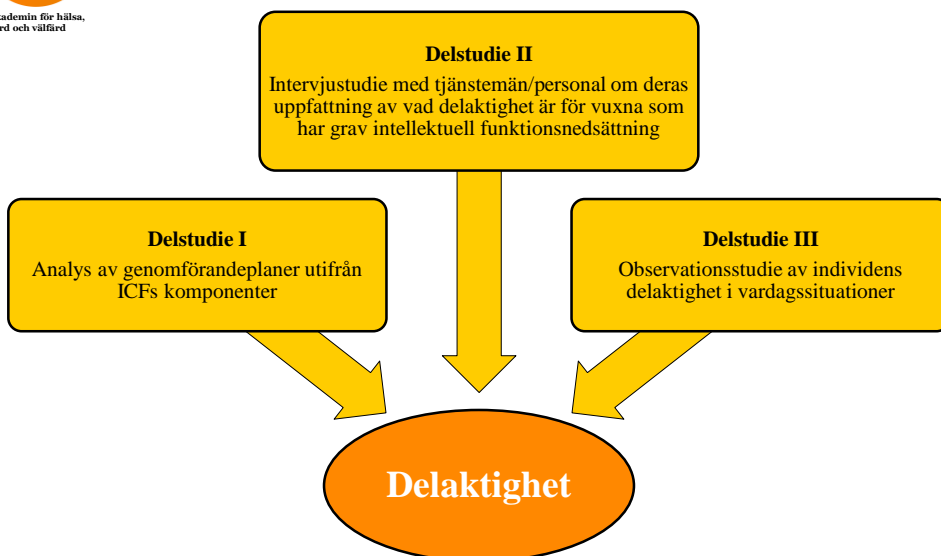 kademin för hälsa,
rd och välfärd
Delstudie II
Intervjustudie med tjänstemän/personal om deras
uppfattning av vad delaktighet är för vuxna som
har grav intellektuell funktionsnedsättning
Delstudie I
Analys av genomförandeplaner utifrån
ICFs komponenter
Delstudie III
Observationsstudie av individens
delaktighet i vardagssituationer
Delaktighet